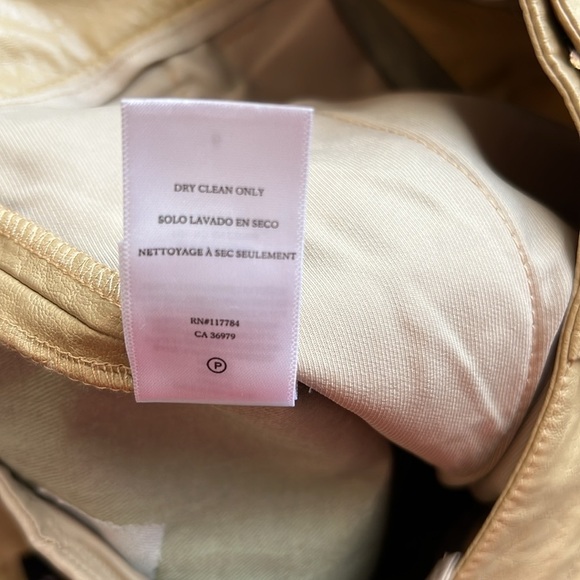 DRY CLEAN ONLY
SOLO LAVADO EN SECO
NETTOYAGE À SEC SEULEMENT
RN#117784
CA 36979
P